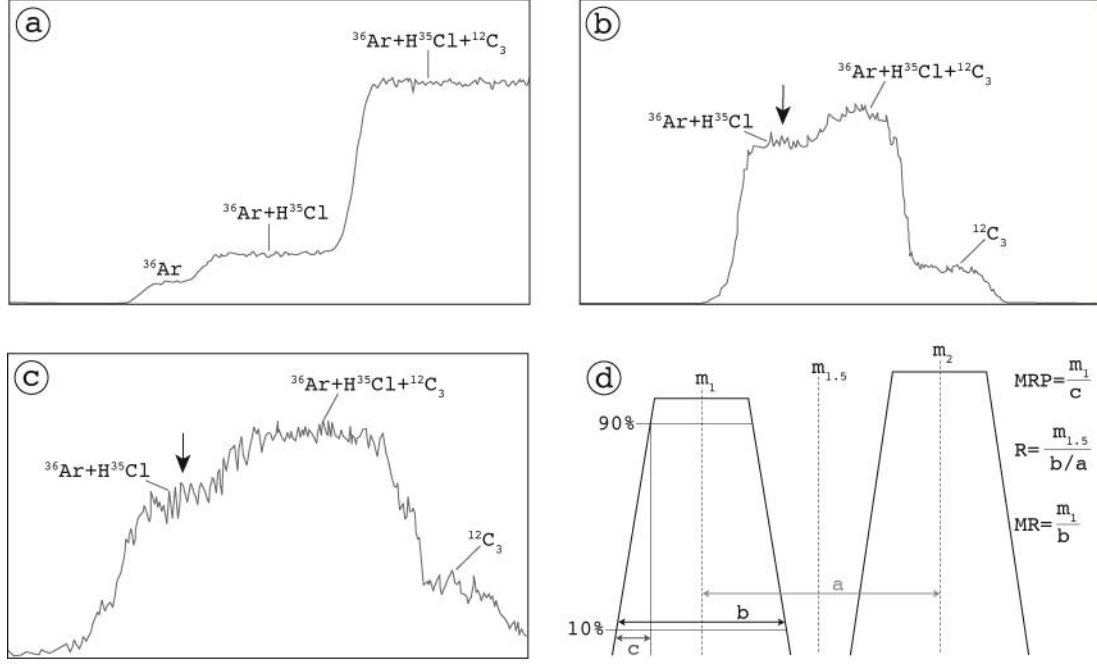 a
³⁶Ar+H³⁵Cl+¹²C₃
³⁶Ar+H³⁵Cl
³⁶Ar
b
³⁶Ar+H³⁵Cl+¹²C₃
³⁶Ar+H³⁵Cl
¹²C₃
c
³⁶Ar+H³⁵Cl+¹²C₃
³⁶Ar+H³⁵Cl
¹²C₃
d
m₁
m₁.₅
m₂
90%
10%
a
b
c
MRP=m₁/c
R=m₁.₅/b/a
MR=m₁/b